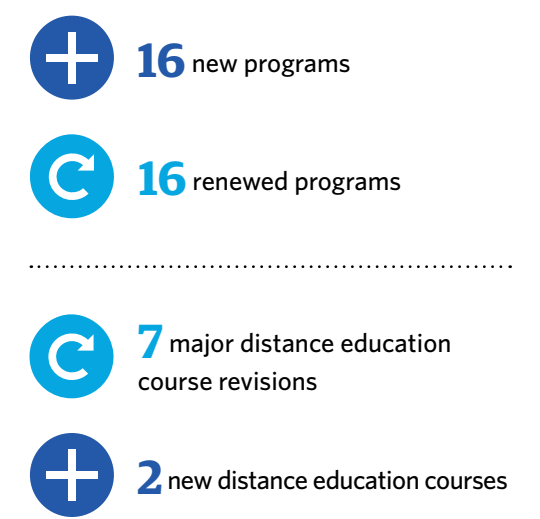 16 new programs
16 renewed programs
7 major distance education
course revisions
2 new distance education courses